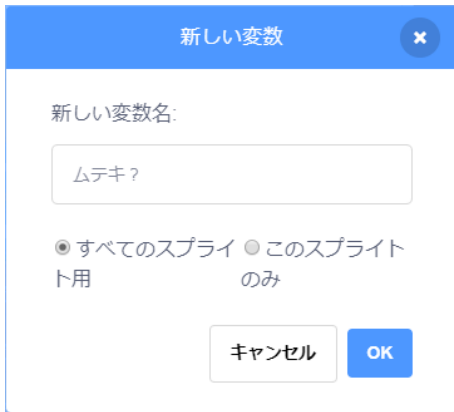 新しい変数
新しい変数名:
ムテキ？
すべてのスプライト用
このスプライトのみ
キャンセル
OK